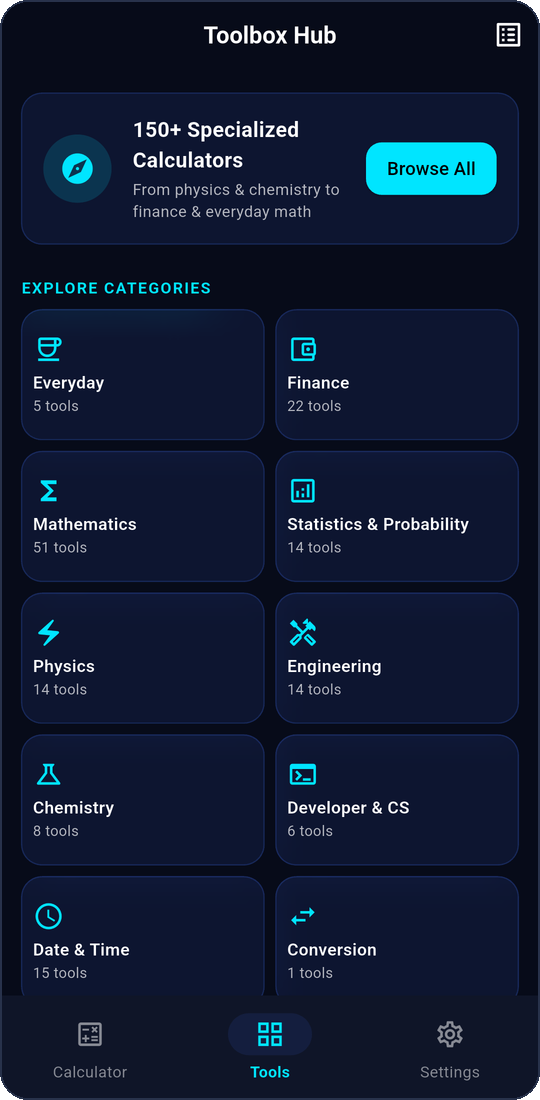 Toolbox Hub
150+ Specialized
Calculators
From physics & chemistry to
finance & everyday math
Browse All
EXPLORE CATEGORIES
Everyday
5 tools
Finance
22 tools
Mathematics
51 tools
Statistics & Probability
14 tools
Physics
14 tools
Engineering
14 tools
Chemistry
8 tools
Developer & CS
6 tools
Date & Time
15 tools
Conversion
1 tools
Calculator
Tools
Settings